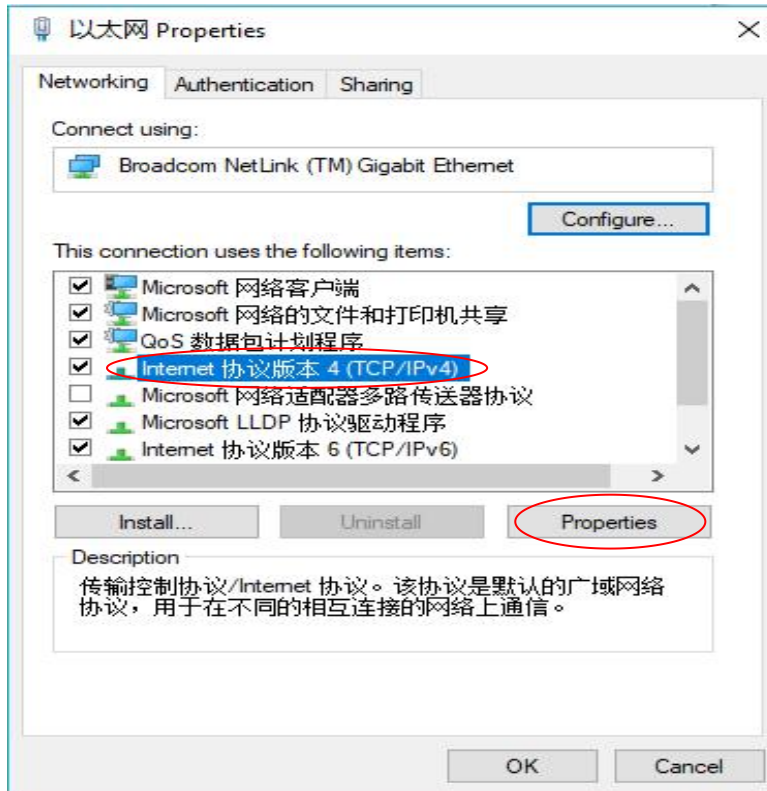 以太网 Properties
Networking Authentication Sharing
Connect using:
Broadcom NetLink (TM) Gigabit Ethernet
Configure...
This connection uses the following items:
Microsoft 网络客户端
Microsoft 网络的文件和打印机共享
QoS 数据包计划程序
Internet 协议版本 4 (TCP/IPv4)
Microsoft 网络适配器多路传送器协议
Microsoft LLDP 协议驱动程序
Internet 协议版本 6 (TCP/IPv6)
Install... Uninstall Properties
Description
传输控制协议/Internet 协议。该协议是默认的广域网络
协议，用于在不同的相互连接的网络上通信。
OK Cancel